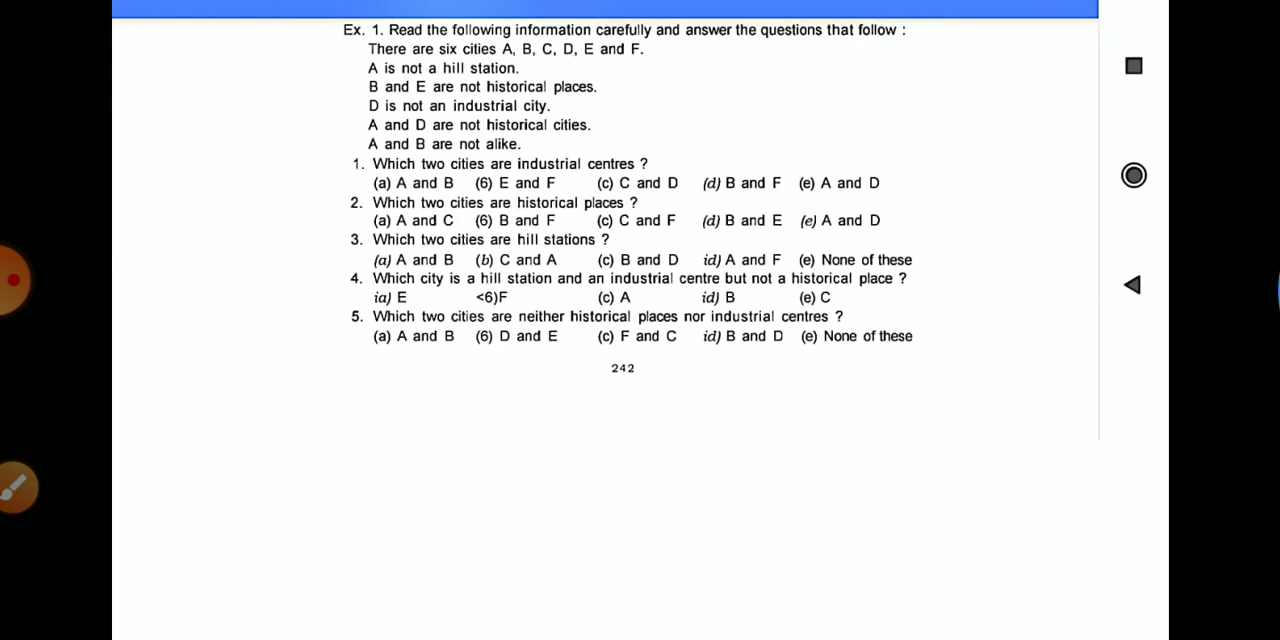 Ex. 1. Read the following information carefully and answer the questions that follow :
There are six cities A, B, C, D, E and F.
A is not a hill station.
B and E are not historical places.
D is not an industrial city.
A and D are not historical cities.
A and B are not alike.
1. Which two cities are industrial centres ?
(a) A and B (6) E and F (c) C and D (d) B and F (e) A and D
2. Which two cities are historical places ?
(a) A and C (6) B and F (c) C and F (d) B and E (e) A and D
3. Which two cities are hill stations ?
(a) A and B (b) C and A (c) B and D id) A and F (e) None of these
4. Which city is a hill station and an industrial centre but not a historical place ?
ia) E <6)F (c) A id) B (e) C
5. Which two cities are neither historical places nor industrial centres ?
(a) A and B (6) D and E (c) F and C id) B and D (e) None of these
242